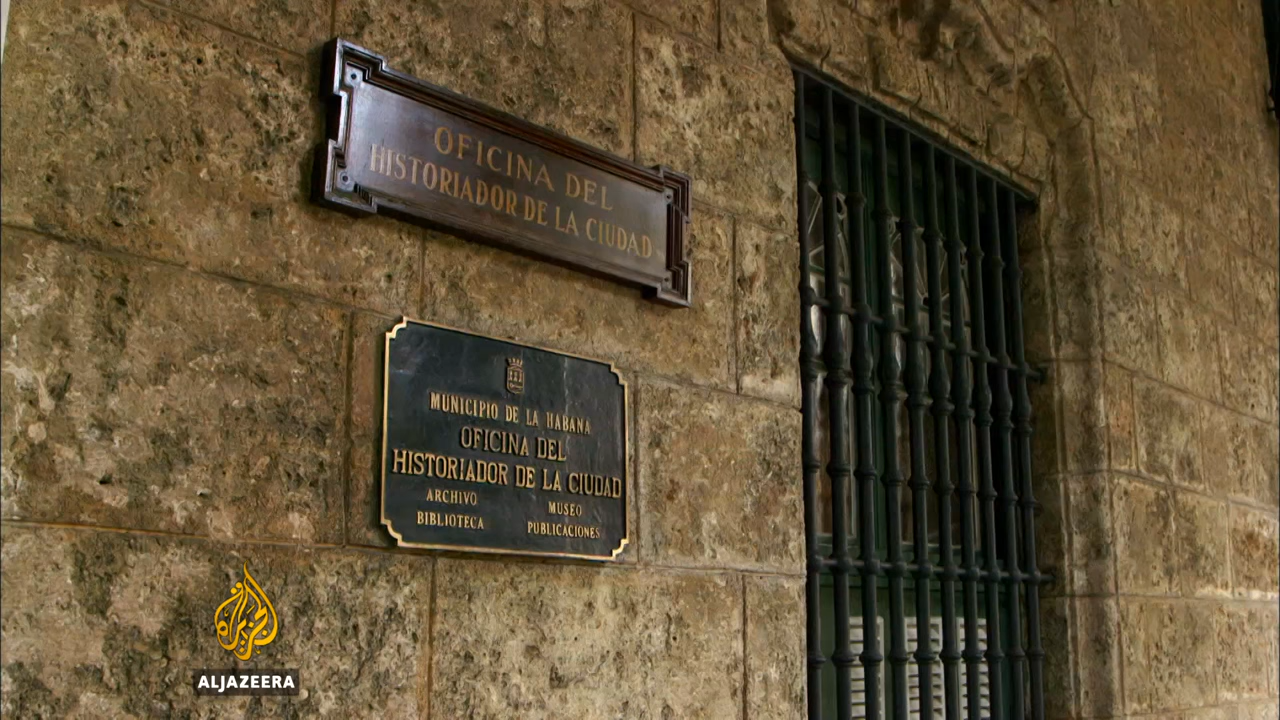 OFICINA DEL
HISTORIADOR DE LA CIUDAD
MUNICIPIO DE LA HABANA
OFICINA DEL
HISTORIADOR DE LA CIUDAD
ARCHIVO MUSEO
BIBLIOTECA PUBLICACIONES
الجزيرة
ALJAZEERA